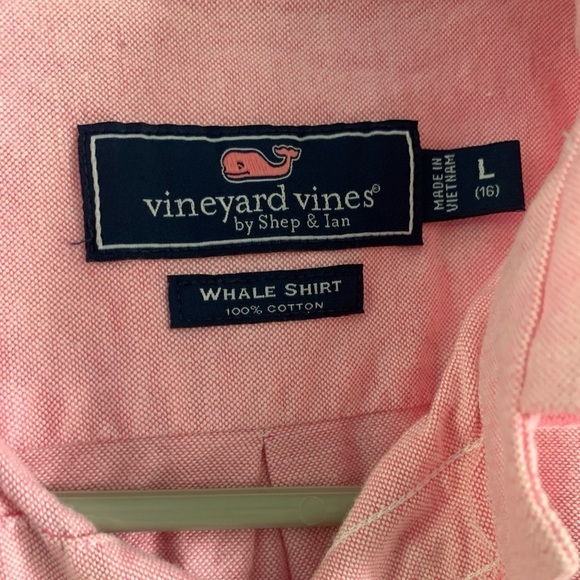 vineyard vines®
by Shep & Ian
MADE IN
VIETNAM
L
(16)
WHALE SHIRT
100% COTTON